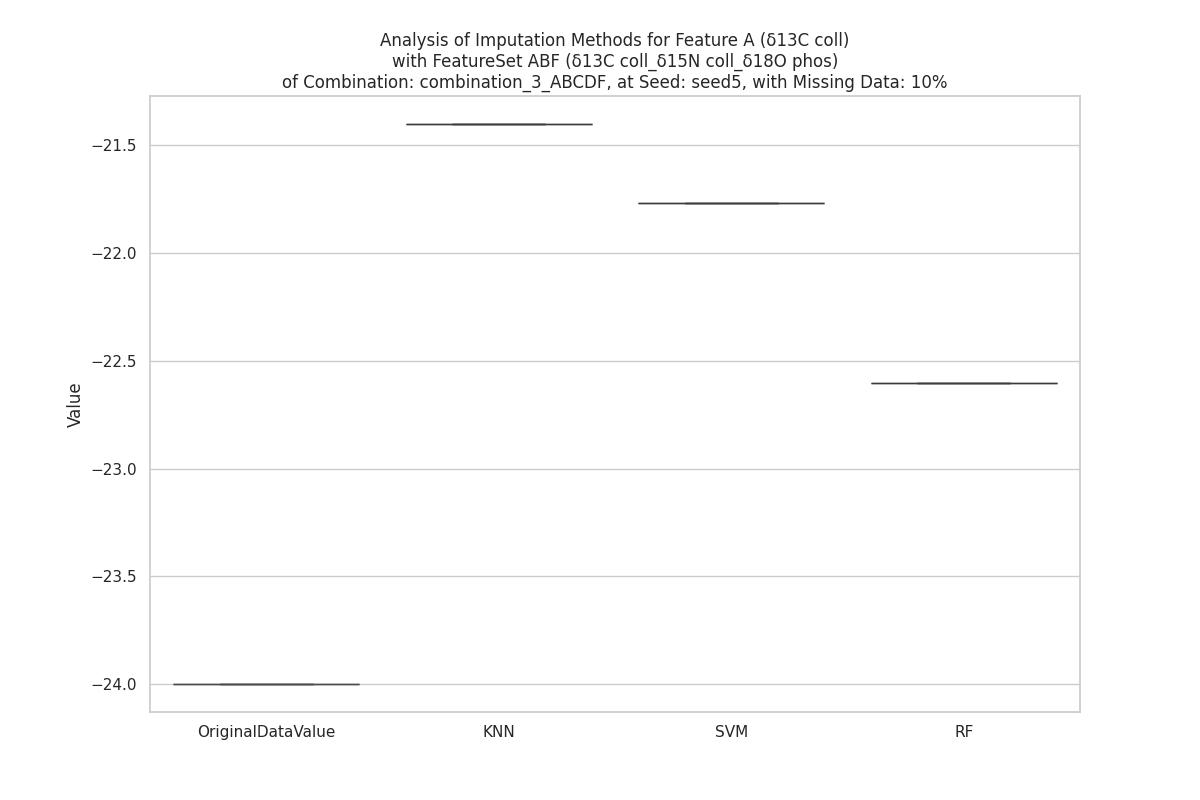 Analysis of Imputation Methods for Feature A (δ13C coll)
with FeatureSet ABF (δ13C coll_δ15N coll_δ18O phos)
of Combination: combination_3_ABCDF, at Seed: seed5, with Missing Data: 10%
−21.5
−22.0
−22.5
−23.0
−23.5
−24.0
Value
OriginalDataValue
KNN
SVM
RF